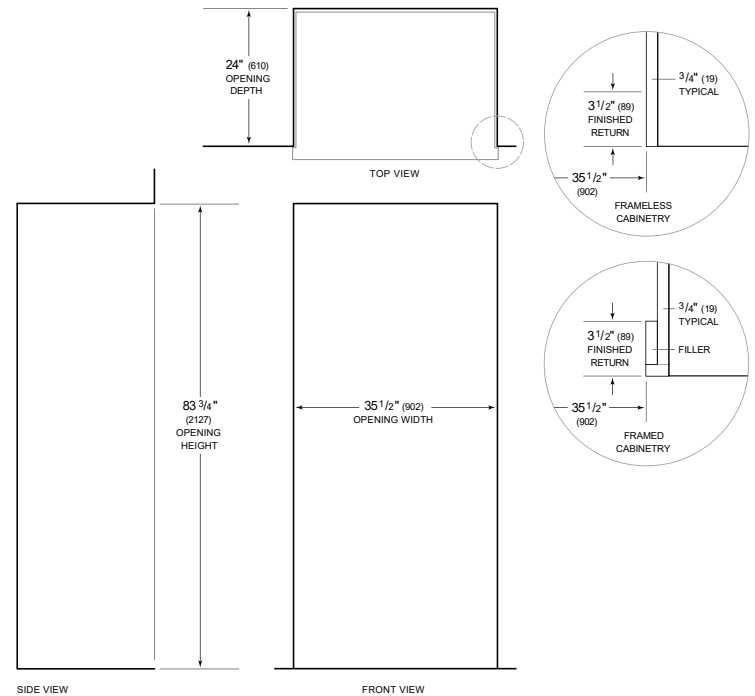 24" (610)
OPENING
DEPTH
TOP VIEW
3/4" (19)
TYPICAL
3 1/2" (89)
FINISHED
RETURN
35 1/2"
(902)
FRAMELESS
CABINETRY
3/4" (19)
TYPICAL
3 1/2" (89)
FINISHED
RETURN
FILLER
35 1/2"
(902)
FRAMED
CABINETRY
83 3/4"
(2127)
OPENING
HEIGHT
35 1/2" (902)
OPENING WIDTH
SIDE VIEW
FRONT VIEW